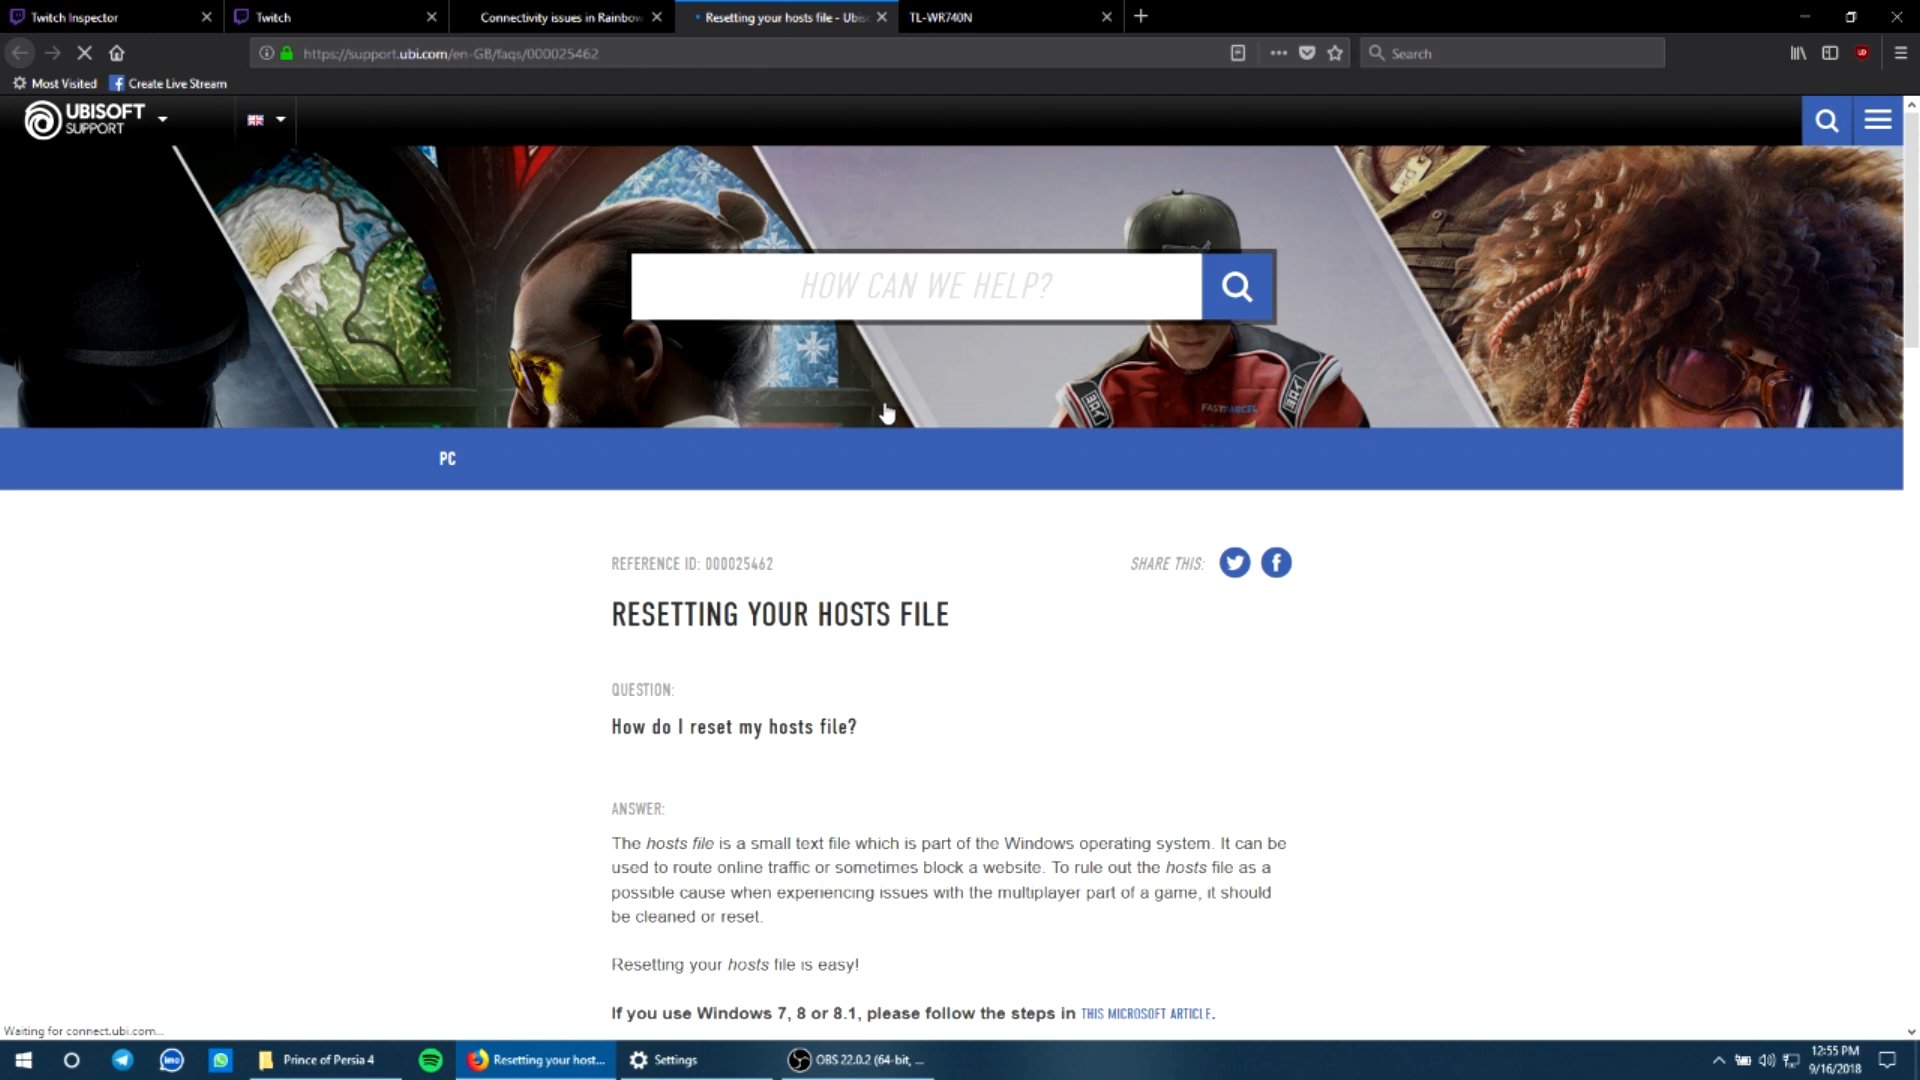 Twitch Inspector
Twitch
Connectivity issues in Rainbow
Resetting your hosts file - Ubis
TL-WR740N
https://support.ubi.com/en-GB/faqs/000025462
Search
Most Visited
Create Live Stream
UBISOFT
SUPPORT
HOW CAN WE HELP?
FASTPARCEL
PC
REFERENCE ID: 000025462
SHARE THIS:
RESETTING YOUR HOSTS FILE
QUESTION:
How do I reset my hosts file?
ANSWER:
The hosts file is a small text file which is part of the Windows operating system. It can be
used to route online traffic or sometimes block a website. To rule out the hosts file as a
possible cause when experiencing issues with the multiplayer part of a game, it should
be cleaned or reset.
Resetting your hosts file is easy!
If you use Windows 7, 8 or 8.1, please follow the steps in THIS MICROSOFT ARTICLE.
Waiting for connect.ubi.com...
imo
Prince of Persia 4
Resetting your host...
Settings
OBS 22.0.2 (64-bit, ...
12:55 PM
9/16/2018